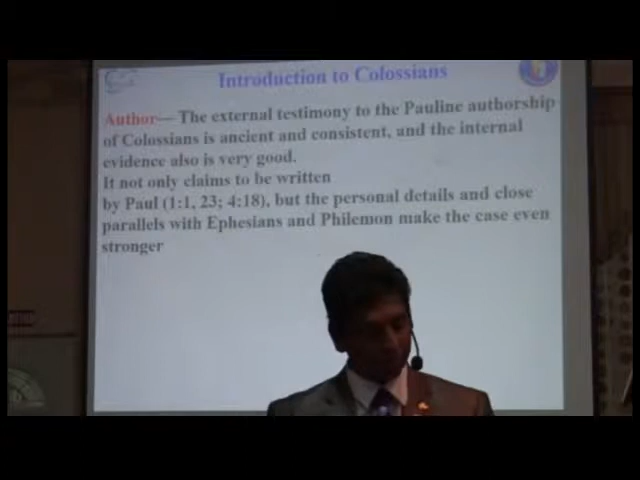 Introduction to Colossians
Author— The external testimony to the Pauline authorship
of Colossians is ancient and consistent, and the internal
evidence also is very good.
It not only claims to be written
by Paul (1:1, 23; 4:18), but the personal details and close
parallels with Ephesians and Philemon make the case even
stronger